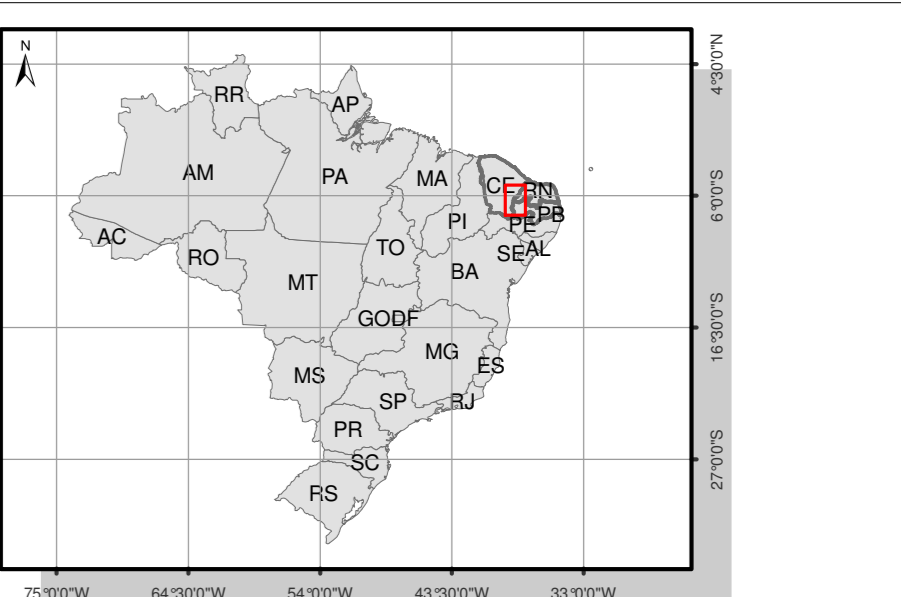 N
4°30'0"N
RR
AP
AM
PA
MA
CE
RN
6°0'0"S
PB
PI
PE
AC
TO
AL
SE
RO
BA
MT
GO
DF
16°30'0"S
MG
ES
MS
SP
RJ
PR
SC
27°0'0"S
RS
75°0'0"W
64°30'0"W
54°0'0"W
43°30'0"W
33°0'0"W